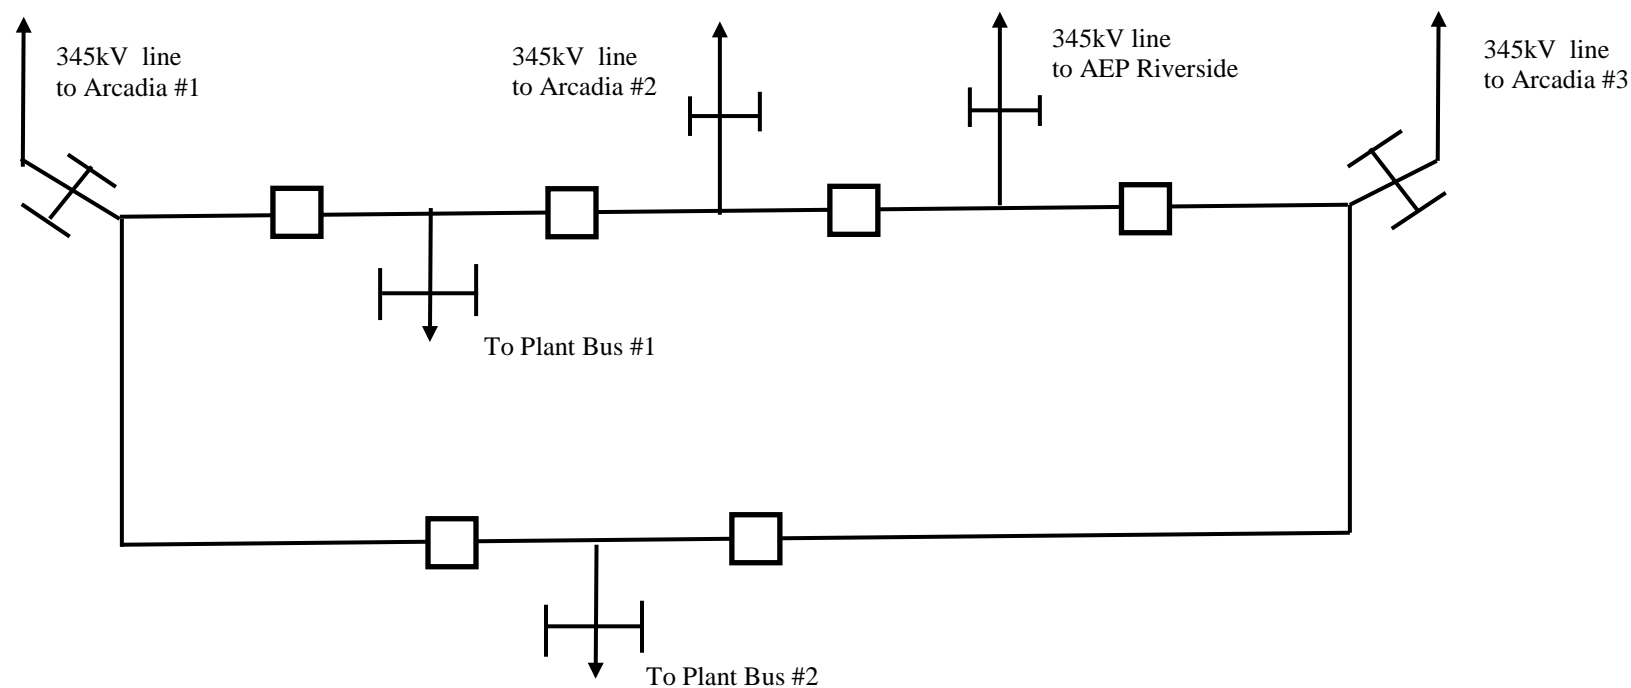 345kV line
to Arcadia #1
345kV line
to Arcadia #2
345kV line
to AEP Riverside
345kV line
to Arcadia #3
To Plant Bus #1
To Plant Bus #2